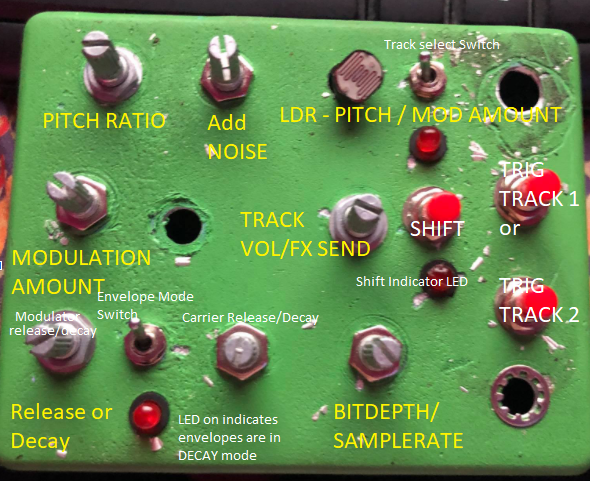 Track select Switch
PITCH RATIO
Add
NOISE
LDR - PITCH / MOD AMOUNT
TRIG
TRACK 1
or
TRACK
VOL/FX SEND
SHIFT
MODULATION
AMOUNT
Shift Indicator LED
TRIG
TRACK 2
Envelope Mode
Switch
Modulator
release/decay
Carrier Release/Decay
Release or
Decay
LED on indicates
envelopes are in
DECAY mode
BITDEPTH/
SAMPLERATE